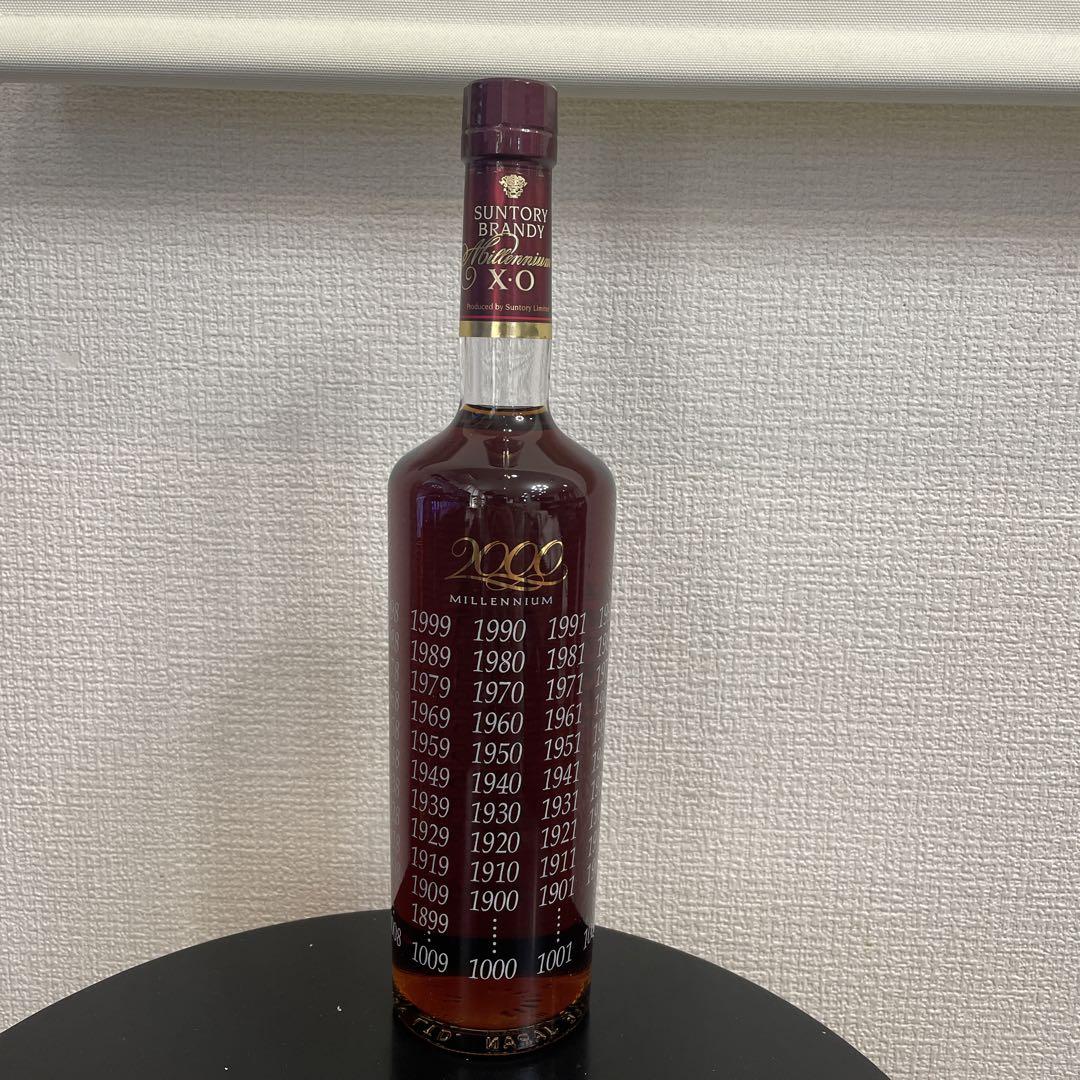 SUNTORY
BRANDY
Millennium
X·O
Produced by Suntory Limited
2000
MILLENNIUM
1999 1990 1991
1989 1980 1981
1979 1970 1971
1969 1960 1961
1959 1950 1951
1949 1940 1941
1939 1930 1931
1929 1920 1921
1919 1910 1911
1909 1900 1901
1899
1009 1000 1001
JAPAN